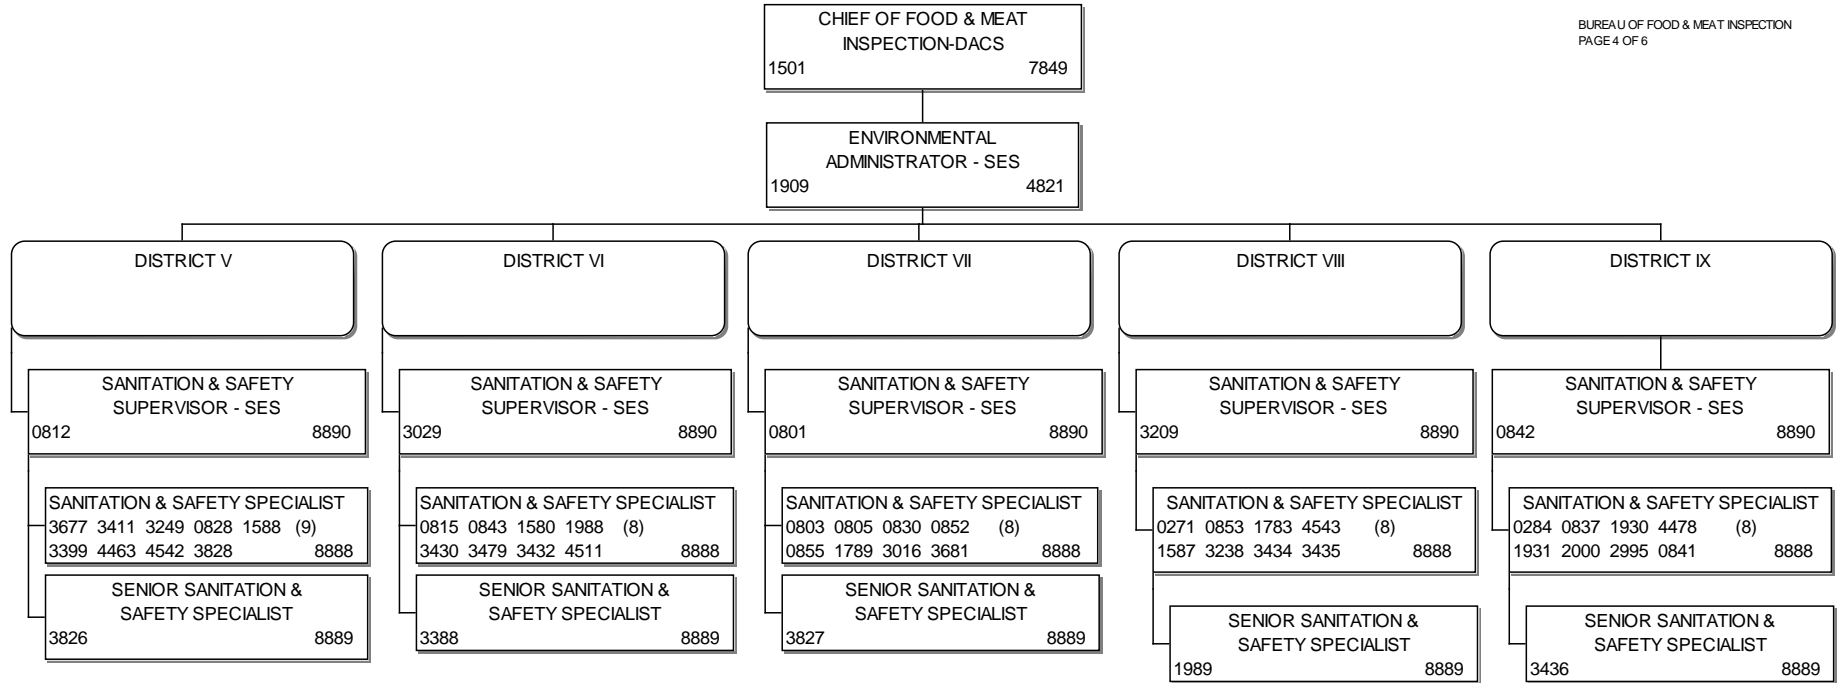 BUREAU OF FOOD & MEAT INSPECTION
PAGE 4 OF 6
CHIEF OF FOOD & MEAT
INSPECTION-DACS
1501 7849
ENVIRONMENTAL
ADMINISTRATOR - SES
1909 4821
DISTRICT V
SANITATION & SAFETY
SUPERVISOR - SES
0812 8890
SANITATION & SAFETY SPECIALIST
3677 3411 3249 0828 1588 (9)
3399 4463 4542 3828 8888
SENIOR SANITATION &
SAFETY SPECIALIST
3826 8889
DISTRICT VI
SANITATION & SAFETY
SUPERVISOR - SES
3029 8890
SANITATION & SAFETY SPECIALIST
0815 0843 1580 1988 (8)
3430 3479 3432 4511 8888
SENIOR SANITATION &
SAFETY SPECIALIST
3388 8889
DISTRICT VII
SANITATION & SAFETY
SUPERVISOR - SES
0801 8890
SANITATION & SAFETY SPECIALIST
0803 0805 0830 0852 (8)
0855 1789 3016 3681 8888
SENIOR SANITATION &
SAFETY SPECIALIST
3827 8889
DISTRICT VIII
SANITATION & SAFETY
SUPERVISOR - SES
3209 8890
SANITATION & SAFETY SPECIALIST
0271 0853 1783 4543 (8)
1587 3238 3434 3435 8888
SENIOR SANITATION &
SAFETY SPECIALIST
1989 8889
DISTRICT IX
SANITATION & SAFETY
SUPERVISOR - SES
0842 8890
SANITATION & SAFETY SPECIALIST
0284 0837 1930 4478 (8)
1931 2000 2995 0841 8888
SENIOR SANITATION &
SAFETY SPECIALIST
3436 8889